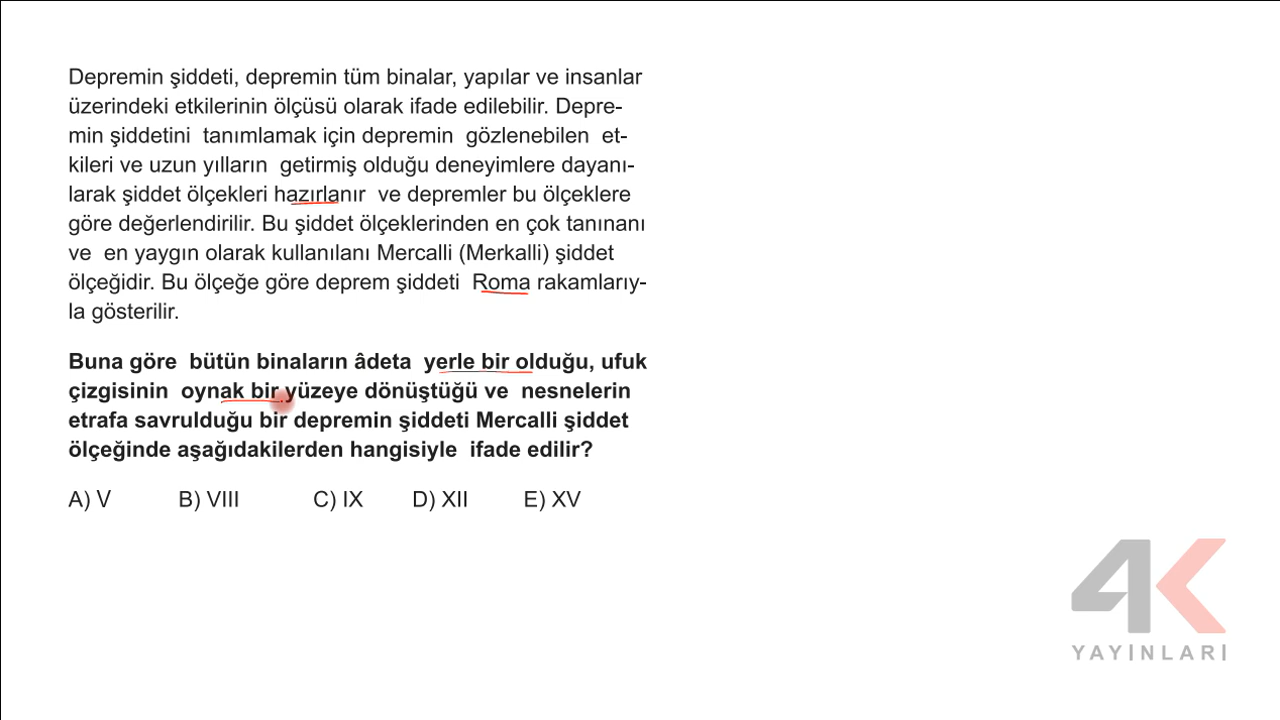 Depremin şiddeti, depremin tüm binalar, yapılar ve insanlar
üzerindeki etkilerinin ölçüsü olarak ifade edilebilir. Depre-
min şiddetini tanımlamak için depremin gözlenebilen et-
kileri ve uzun yılların getirmiş olduğu deneyimlere dayanı-
larak şiddet ölçekleri hazırlanır ve depremler bu ölçeklere
göre değerlendirilir. Bu şiddet ölçeklerinden en çok tanınanı
ve en yaygın olarak kullanılanı Mercalli (Merkalli) şiddet
ölçeğidir. Bu ölçeğe göre deprem şiddeti Roma rakamlarıy-
la gösterilir.
Buna göre bütün binaların âdeta yerle bir olduğu, ufuk
çizgisinin oynak bir yüzeye dönüştüğü ve nesnelerin
etrafa savrulduğu bir depremin şiddeti Mercalli şiddet
ölçeğinde aşağıdakilerden hangisiyle ifade edilir?
A) V B) VIII C) IX D) XII E) XV
4K
YAYINLARI